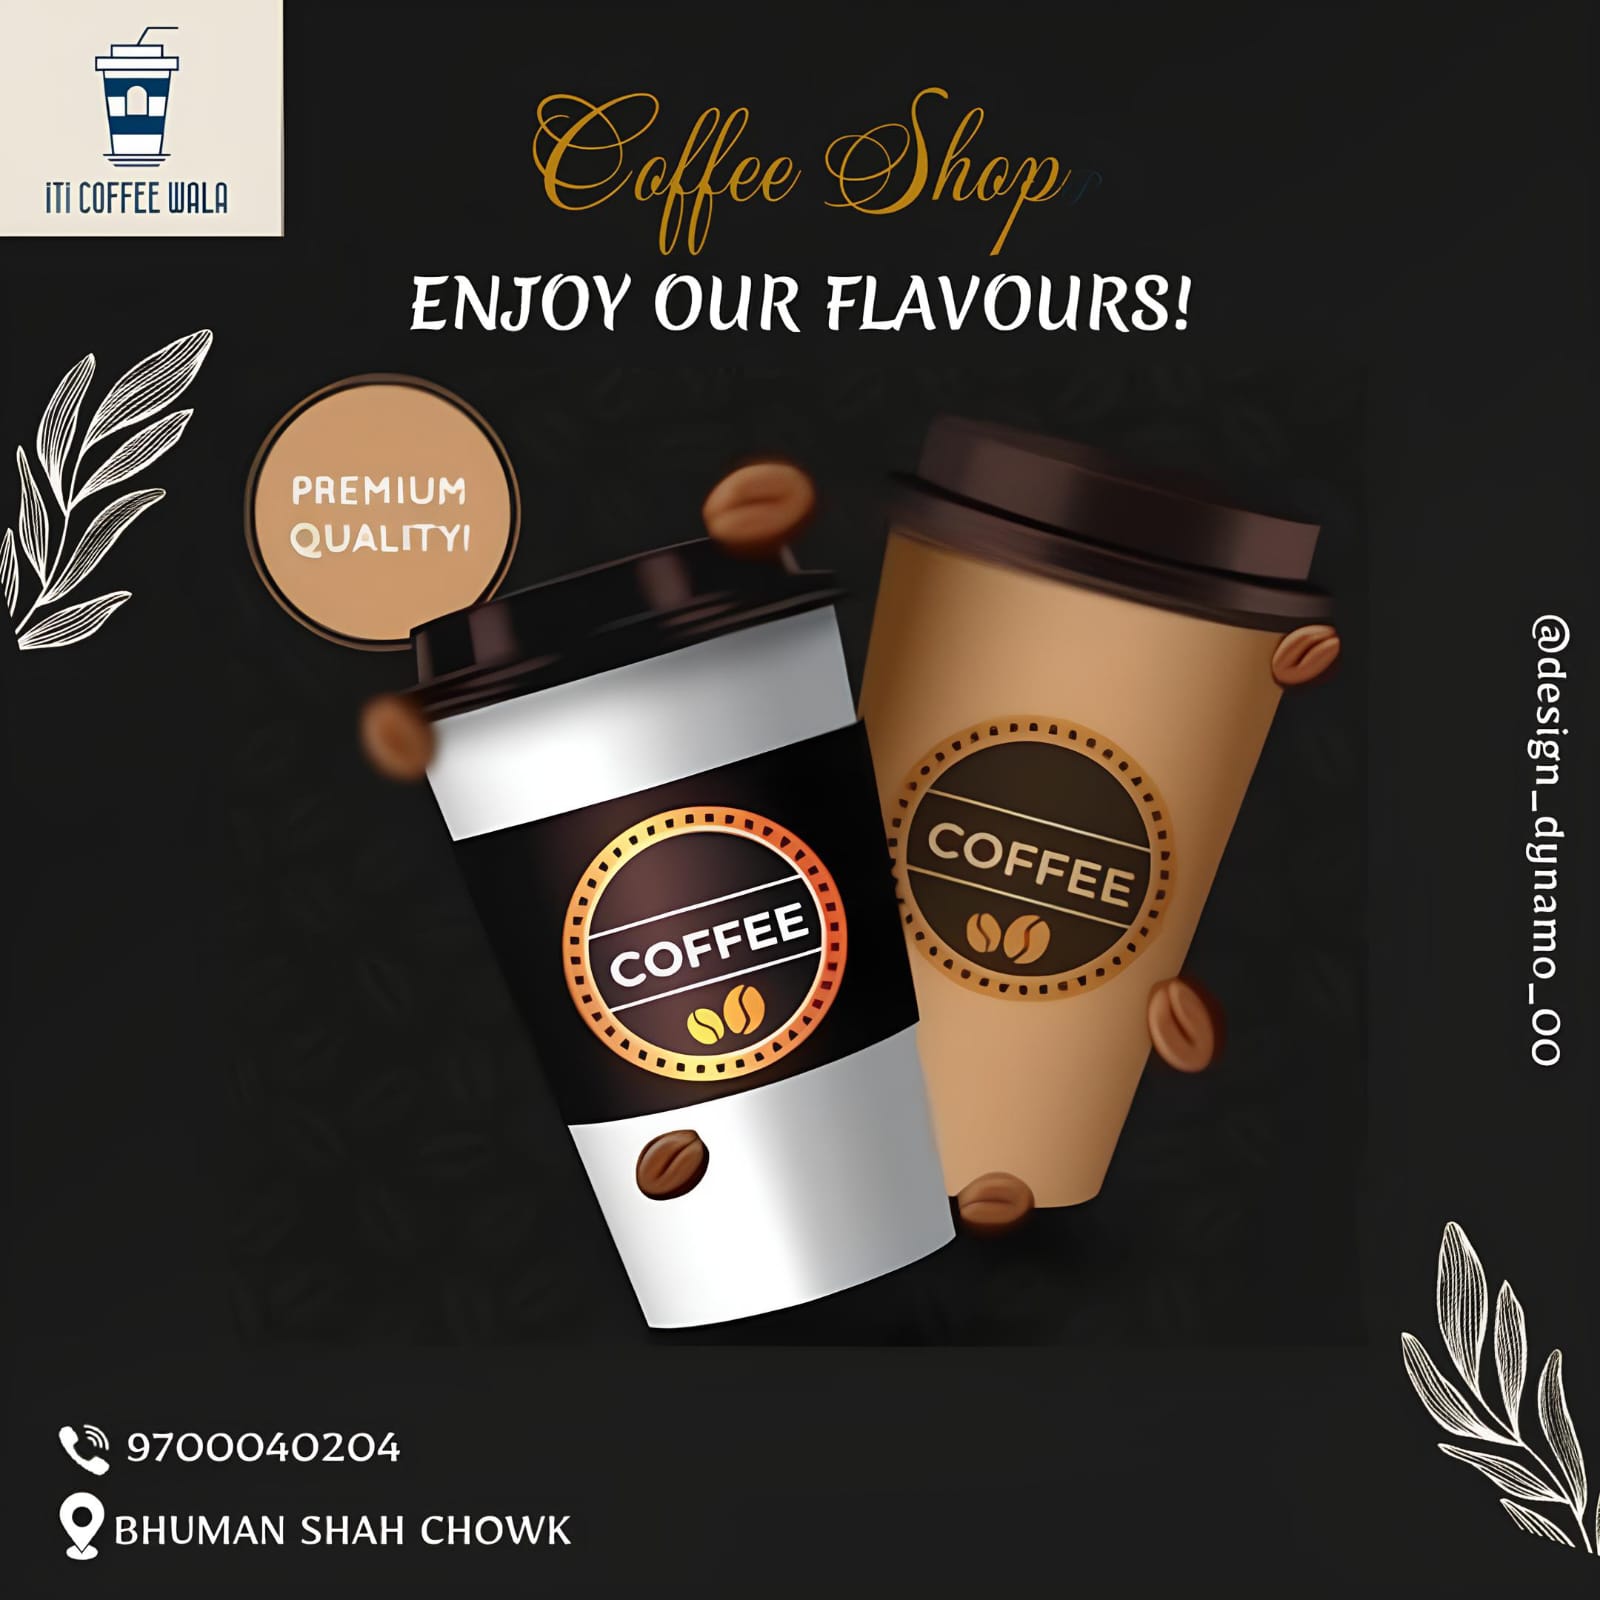 iTi COFFEE WALA
Coffee Shop
ENJOY OUR FLAVOURS!
PREMIUM
QUALITY!
COFFEE
COFFEE
@design_dynamo_00
9700040204
BHUMAN SHAH CHOWK